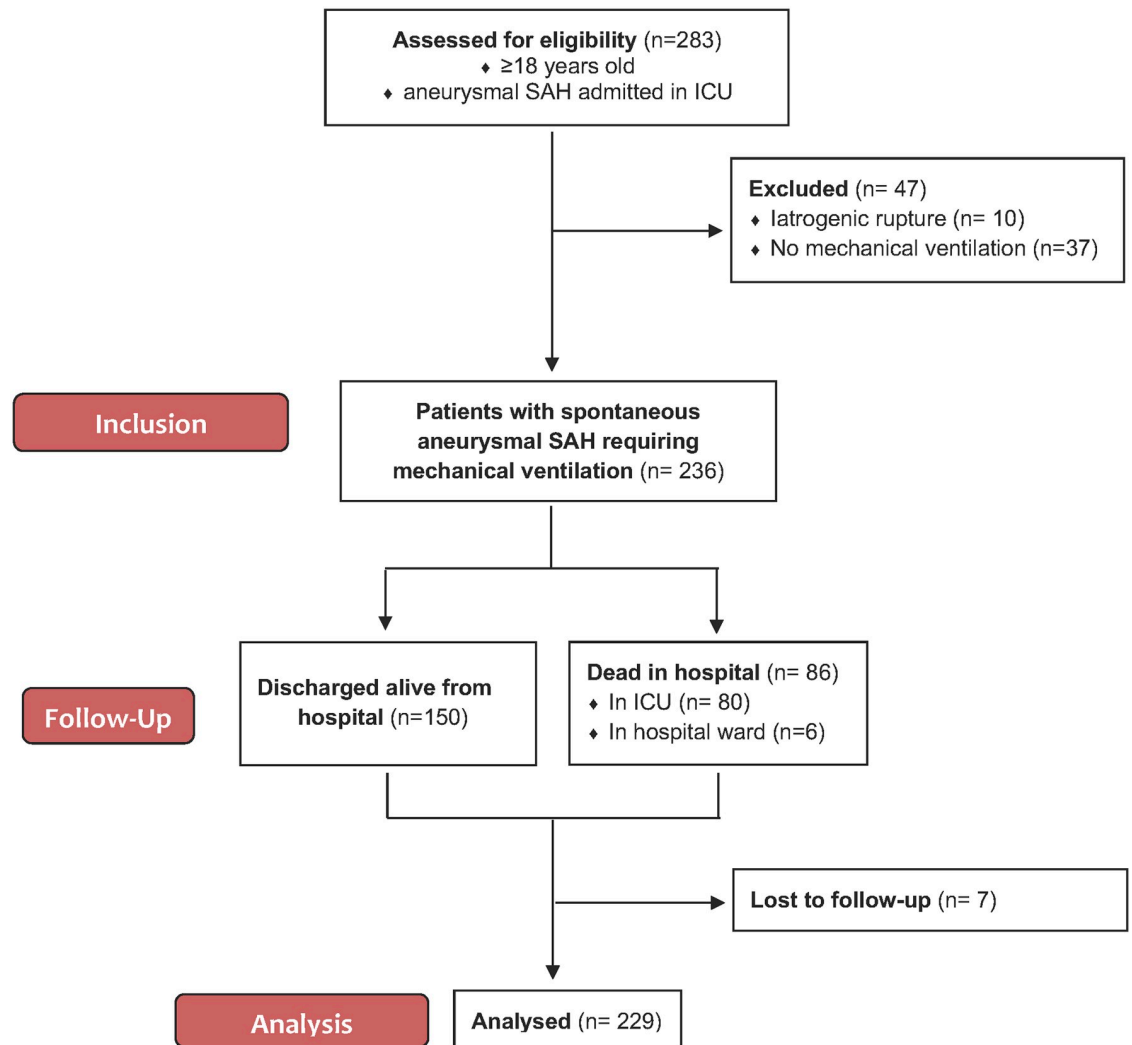 Assessed for eligibility (n=283)
♦ ≥18 years old
♦ aneurysmal SAH admitted in ICU
Excluded (n= 47)
♦ Iatrogenic rupture (n= 10)
♦ No mechanical ventilation (n=37)
Inclusion
Patients with spontaneous
aneurysmal SAH requiring
mechanical ventilation (n= 236)
Follow-Up
Discharged alive from
hospital (n=150)
Dead in hospital (n= 86)
♦ In ICU (n= 80)
♦ In hospital ward (n=6)
Lost to follow-up (n= 7)
Analysis
Analysed (n= 229)